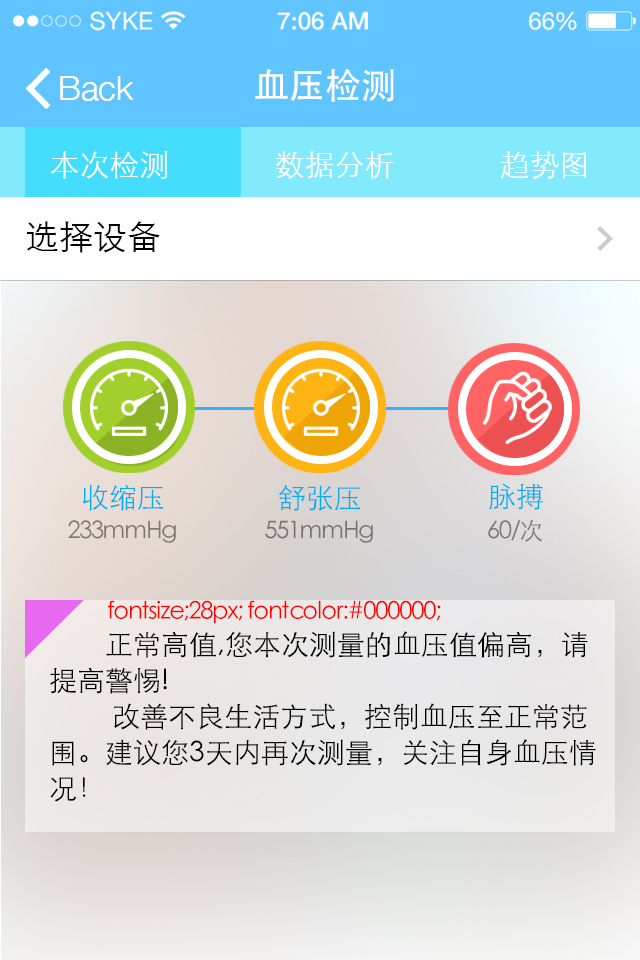 SYKE 7:06 AM 66%
Back 血压检测
本次检测 数据分析 趋势图
选择设备
收缩压 舒张压 脉搏
233mmHg 551mmHg 60/次
fontsize;28px; fontcolor:#000000;
正常高值,您本次测量的血压值偏高，请
提高警惕!
改善不良生活方式，控制血压至正常范
围。建议您3天内再次测量，关注自身血压情
况!